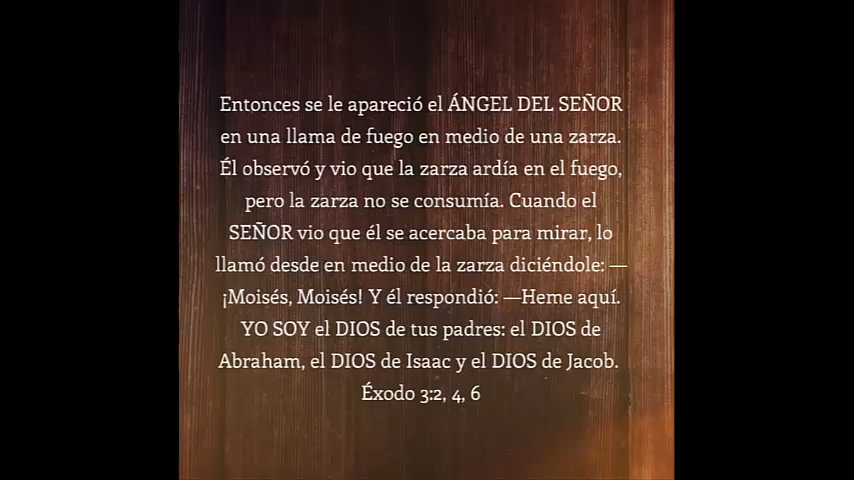 Entonces se le apareció el ÁNGEL DEL SEÑOR
en una llama de fuego en medio de una zarza.
Él observó y vio que la zarza ardía en el fuego,
pero la zarza no se consumía. Cuando el
SEÑOR vio que él se acercaba para mirar, lo
llamó desde en medio de la zarza diciéndole: —
¡Moisés, Moisés! Y él respondió: —Heme aquí.
YO SOY el DIOS de tus padres: el DIOS de
Abraham, el DIOS de Isaac y el DIOS de Jacob.
Éxodo 3:2, 4, 6